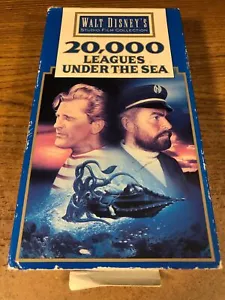 WALT DISNEY'S
STUDIO FILM COLLECTION
20,000
LEAGUES
UNDER THE SEA